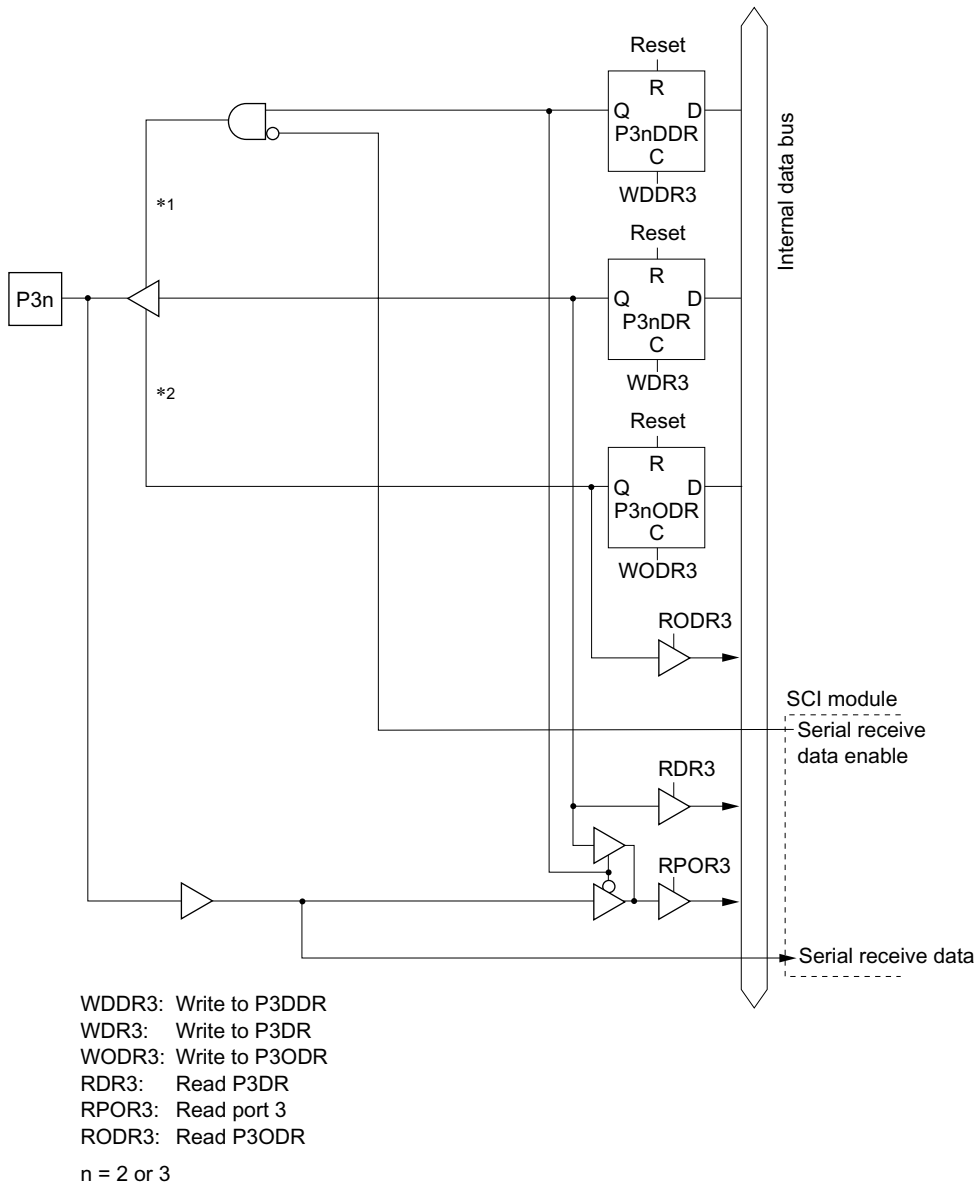 Reset
R
Q D
P3nDDR
C
WDDR3
Internal data bus
*1
Reset
R
P3n
Q D
P3nDR
C
WDR3
*2
Reset
R
Q D
P3nODR
C
WODR3
RODR3
SCI module
Serial receive
data enable
RDR3
RPOR3
Serial receive data
WDDR3: Write to P3DDR
WDR3: Write to P3DR
WODR3: Write to P3ODR
RDR3: Read P3DR
RPOR3: Read port 3
RODR3: Read P3ODR
n = 2 or 3